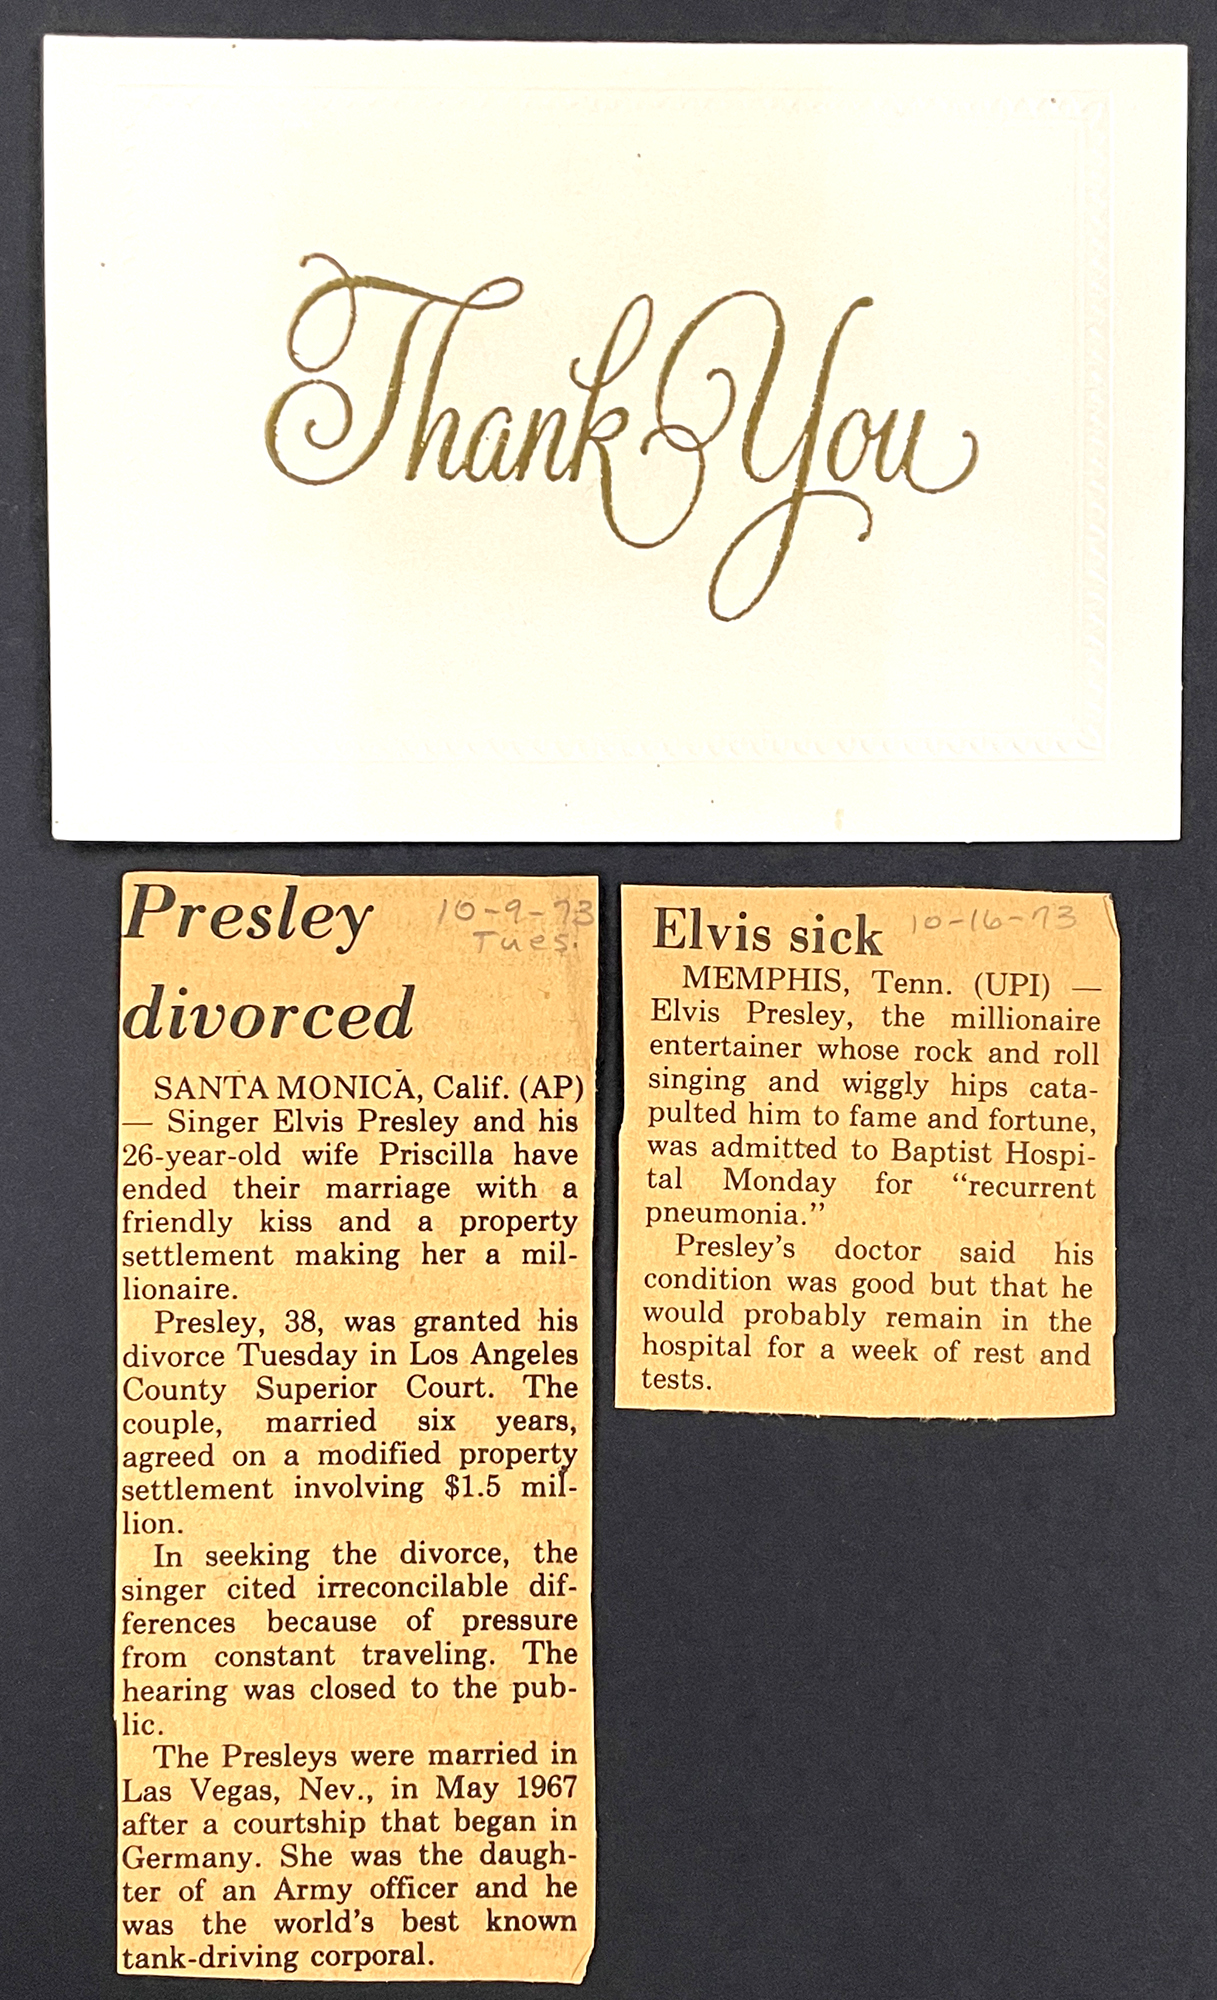 Thank You
Presley
10-9-73
Tues.
divorced
SANTA MONICA, Calif. (AP)
— Singer Elvis Presley and his
26-year-old wife Priscilla have
ended their marriage with a
friendly kiss and a property
settlement making her a mil-
lionaire.
Presley, 38, was granted his
divorce Tuesday in Los Angeles
County Superior Court. The
couple, married six years,
agreed on a modified property
settlement involving $1.5 mil-
lion.
In seeking the divorce, the
singer cited irreconcilable dif-
ferences because of pressure
from constant traveling. The
hearing was closed to the pub-
lic.
The Presleys were married in
Las Vegas, Nev., in May 1967
after a courtship that began in
Germany. She was the daugh-
ter of an Army officer and he
was the world's best known
tank-driving corporal.
Elvis sick
10-16-73
MEMPHIS, Tenn. (UPI) —
Elvis Presley, the millionaire
entertainer whose rock and roll
singing and wiggly hips cata-
pulted him to fame and fortune,
was admitted to Baptist Hospi-
tal Monday for “recurrent
pneumonia.”
Presley's doctor said his
condition was good but that he
would probably remain in the
hospital for a week of rest and
tests.